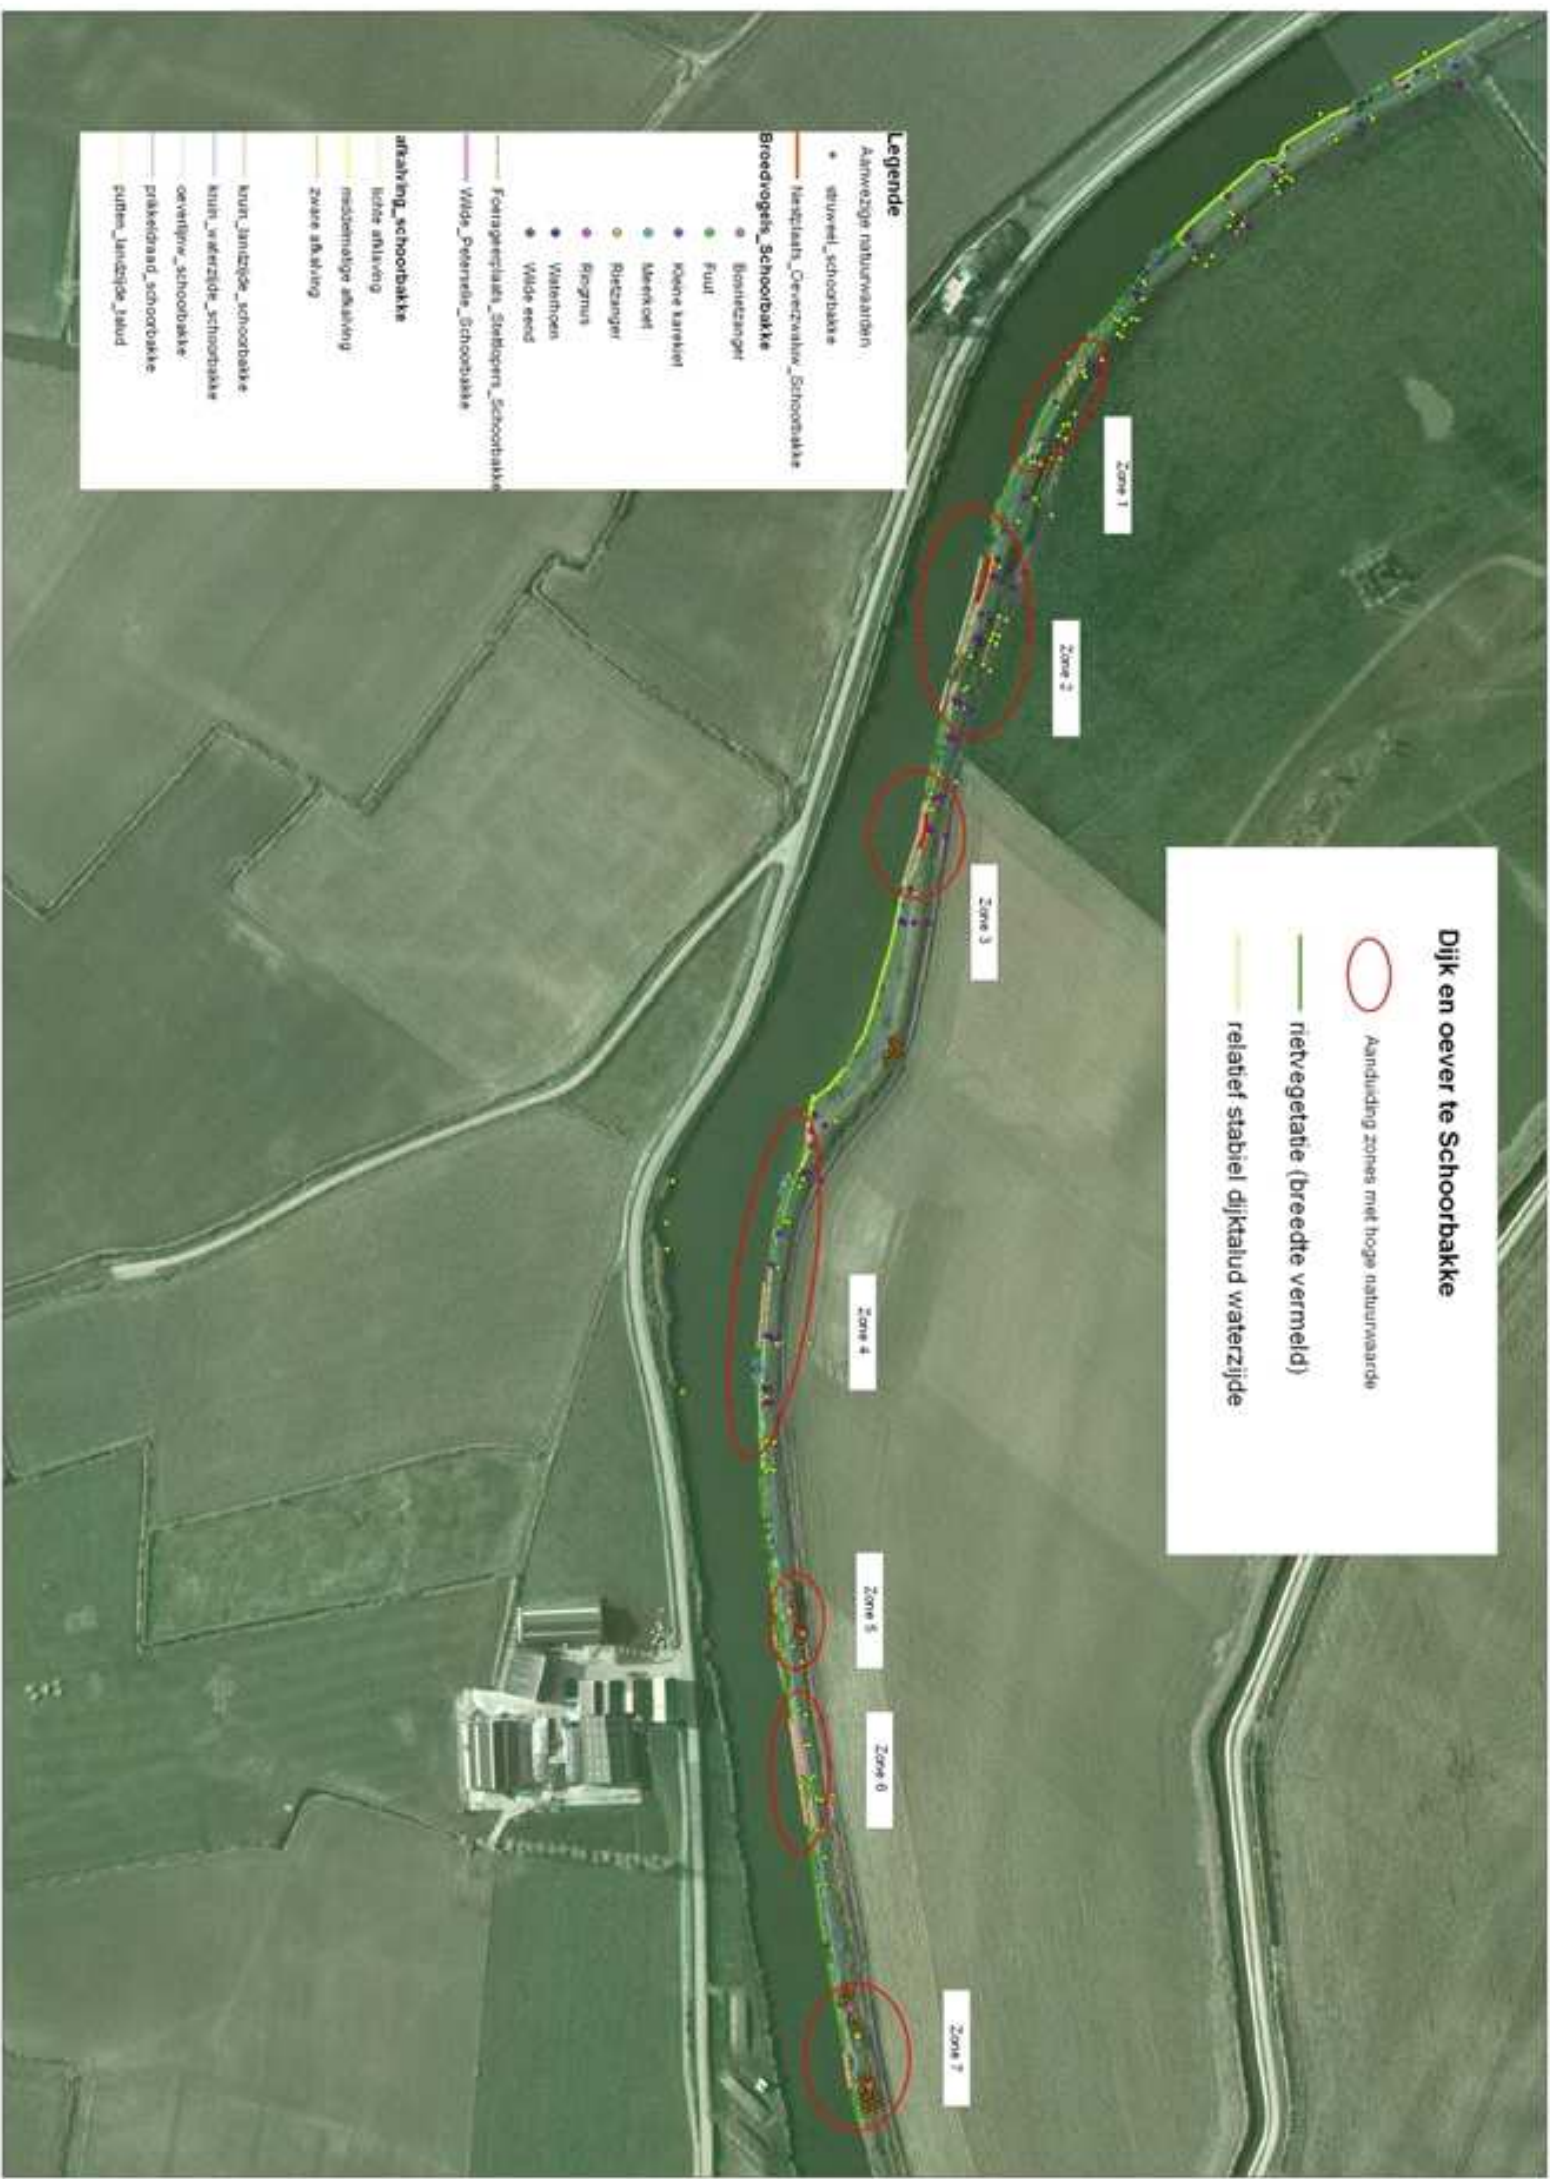 Dijk en oever te Schoorbakke
Aanduiding zones met hoge natuurwaarde
rietvegetatie (breedte vermeld)
relatief stabiel dijktalud waterzijde
Zone 1
Zone 2
Zone 3
Zone 4
Zone 5
Zone 6
Zone 7
Legende
Aanwezige natuurwaarden
struweel_schoorbakke
Nestplaats_Oeverzwaluw_Schoorbakke
Broedvogels_Schoorbakke
Bosrietzanger
Fuut
Kleine karekiet
Meerkoet
Rietzanger
Ringmus
Waterhoen
Wilde eend
Foerageerplaats_Steltlopers_Schoorbakke
Wilde_Peterselie_Schoorbakke
afkalving_schoorbakke
lichte afkalving
middelmatige afkalving
zware afkalving
kruin_landzijde_schoorbakke
kruin_waterzijde_schoorbakke
oeverlijnw_schoorbakke
prikkeldraad_schoorbakke
putten_landzijde_talud